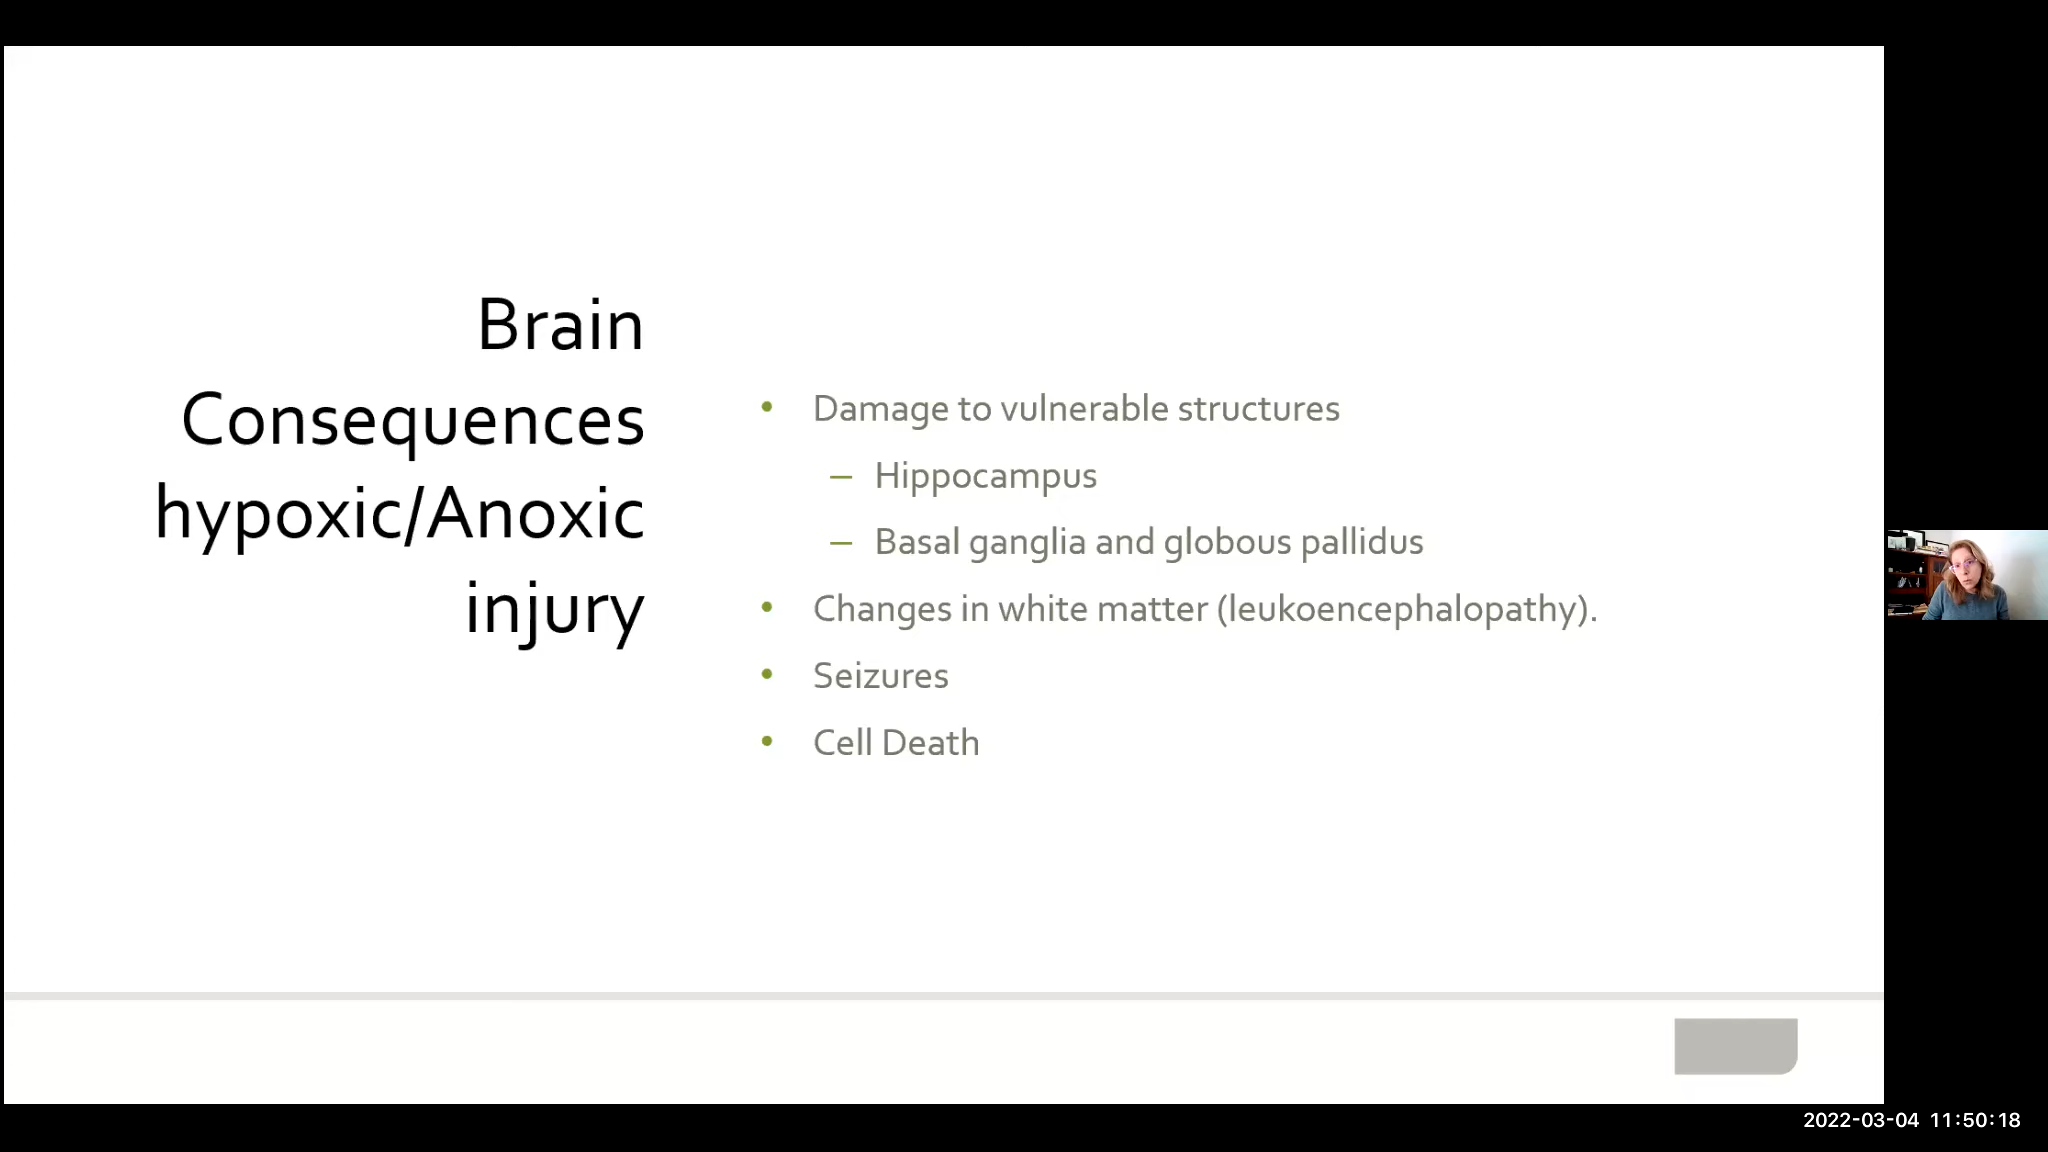 Brain
Consequences
hypoxic/Anoxic
injury
• Damage to vulnerable structures
– Hippocampus
– Basal ganglia and globous pallidus
• Changes in white matter (leukoencephalopathy).
• Seizures
• Cell Death
2022-03-04 11:50:18